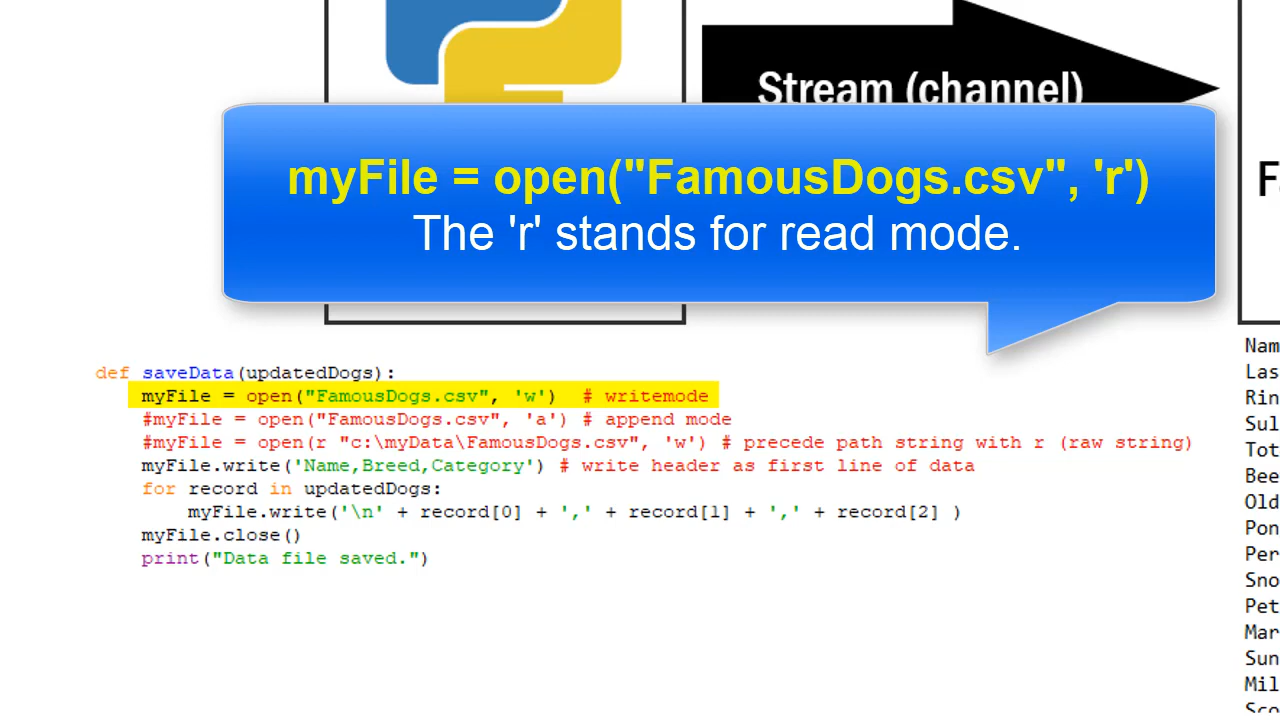 Stream (channel)
myFile = open("FamousDogs.csv", 'r')
The 'r' stands for read mode.
def saveData(updatedDogs):
myFile = open("FamousDogs.csv", 'w') # writemode
#myFile = open("FamousDogs.csv", 'a') # append mode
#myFile = open(r "c:\myData\FamousDogs.csv", 'w') # precede path string with r (raw string)
myFile.write('Name,Breed,Category') # write header as first line of data
for record in updatedDogs:
myFile.write('\n' + record[0] + ',' + record[1] + ',' + record[2] )
myFile.close()
print("Data file saved.")
Nam
Las
Rin
Sul
Tot
Bee
Old
Pon
Per
Sno
Pet
Mar
Sun
Mil